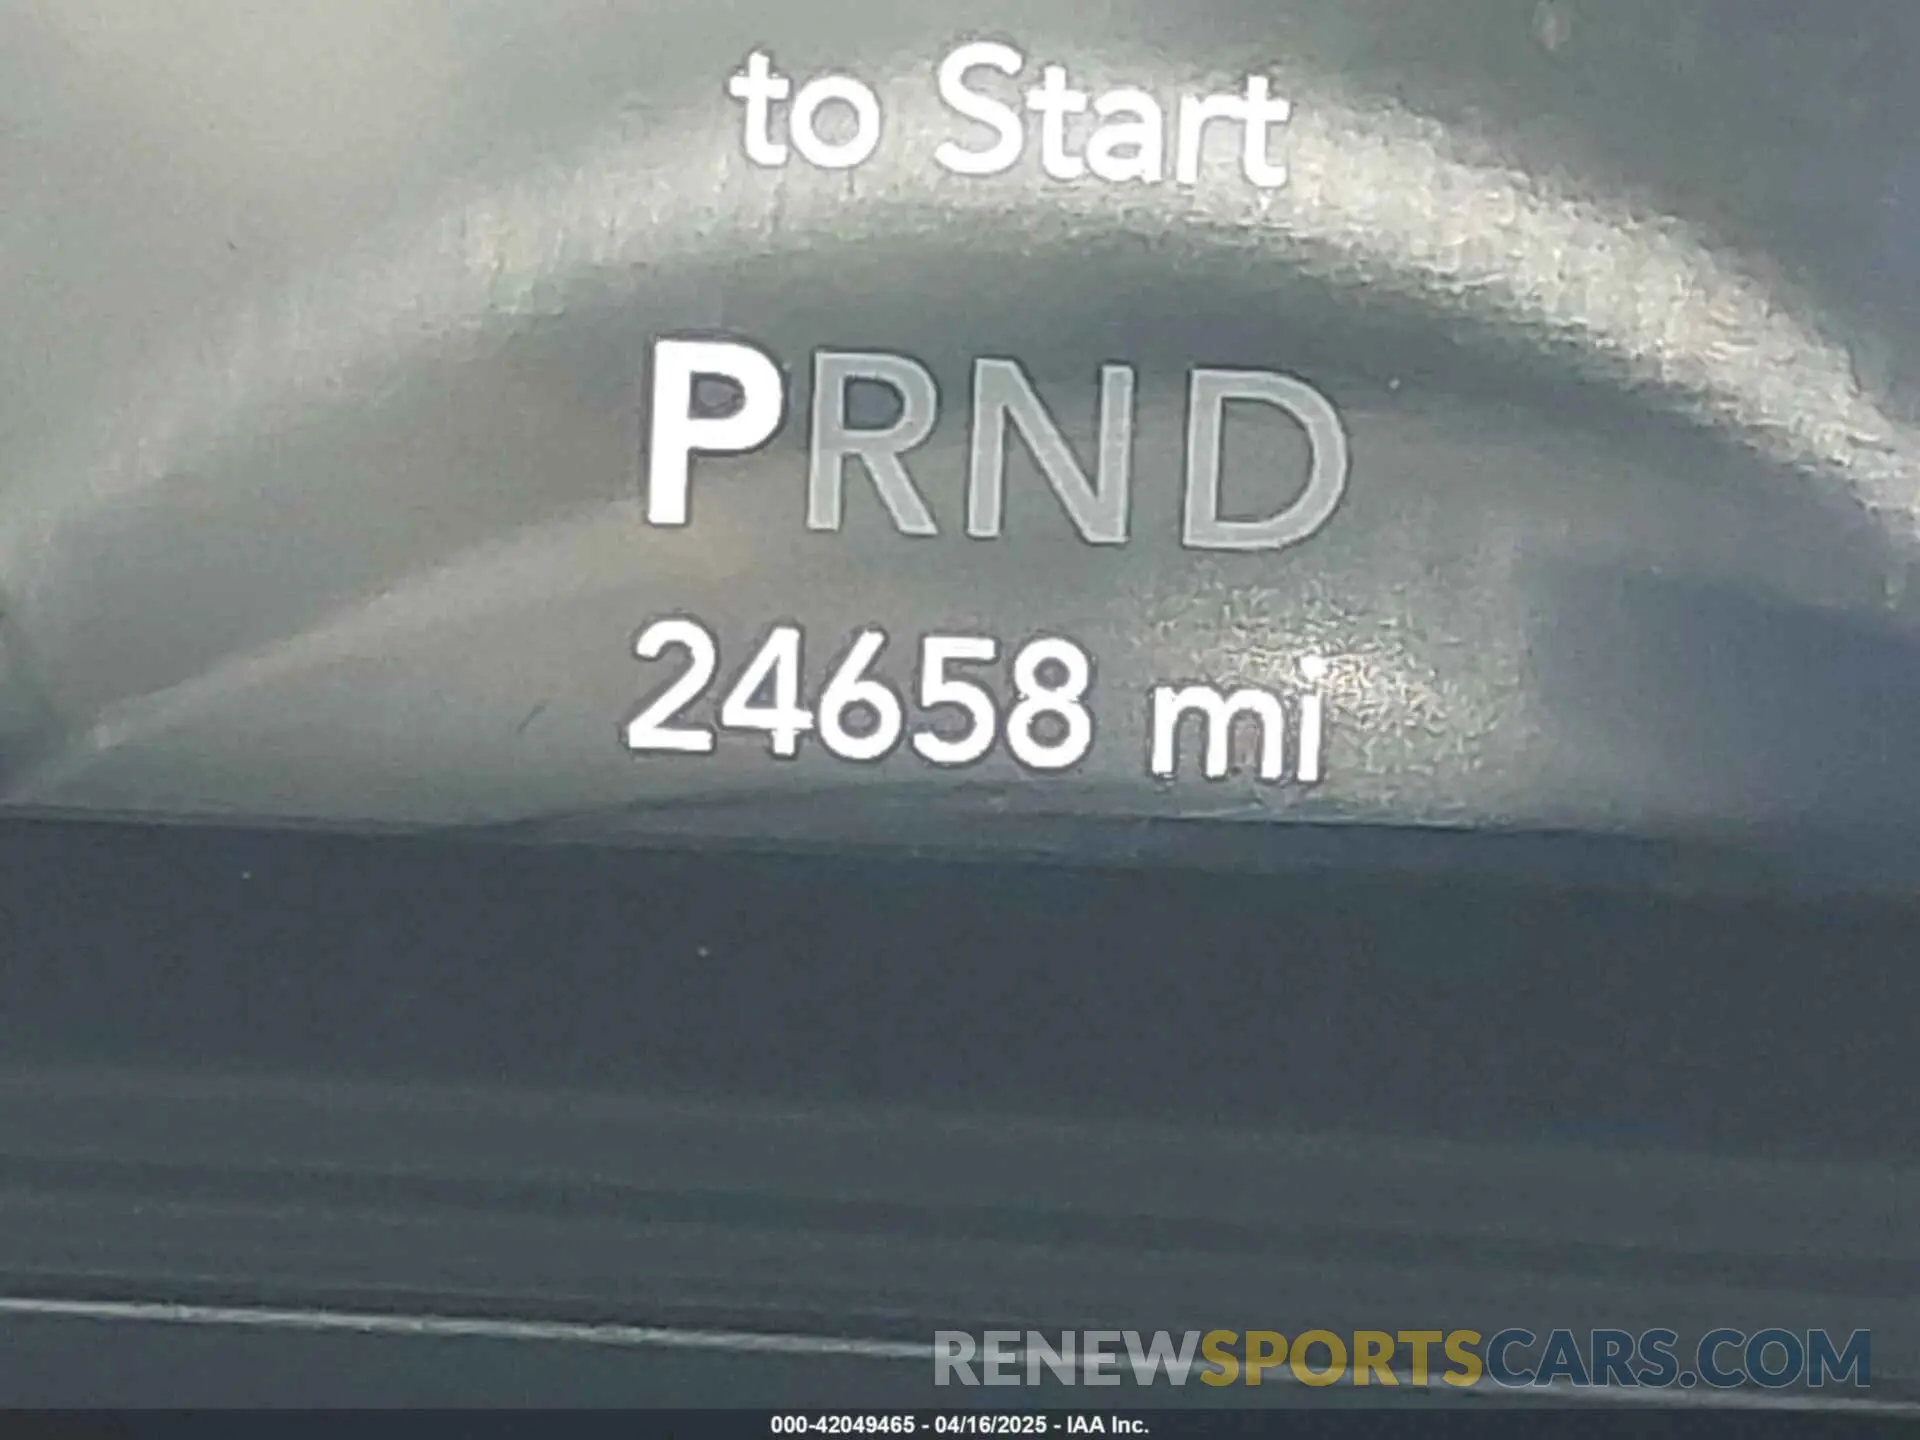 to Start
PRND
24658 mi
RENEWSPORTSCARS.COM
000-42049465 - 04/16/2025 - IAA Inc.